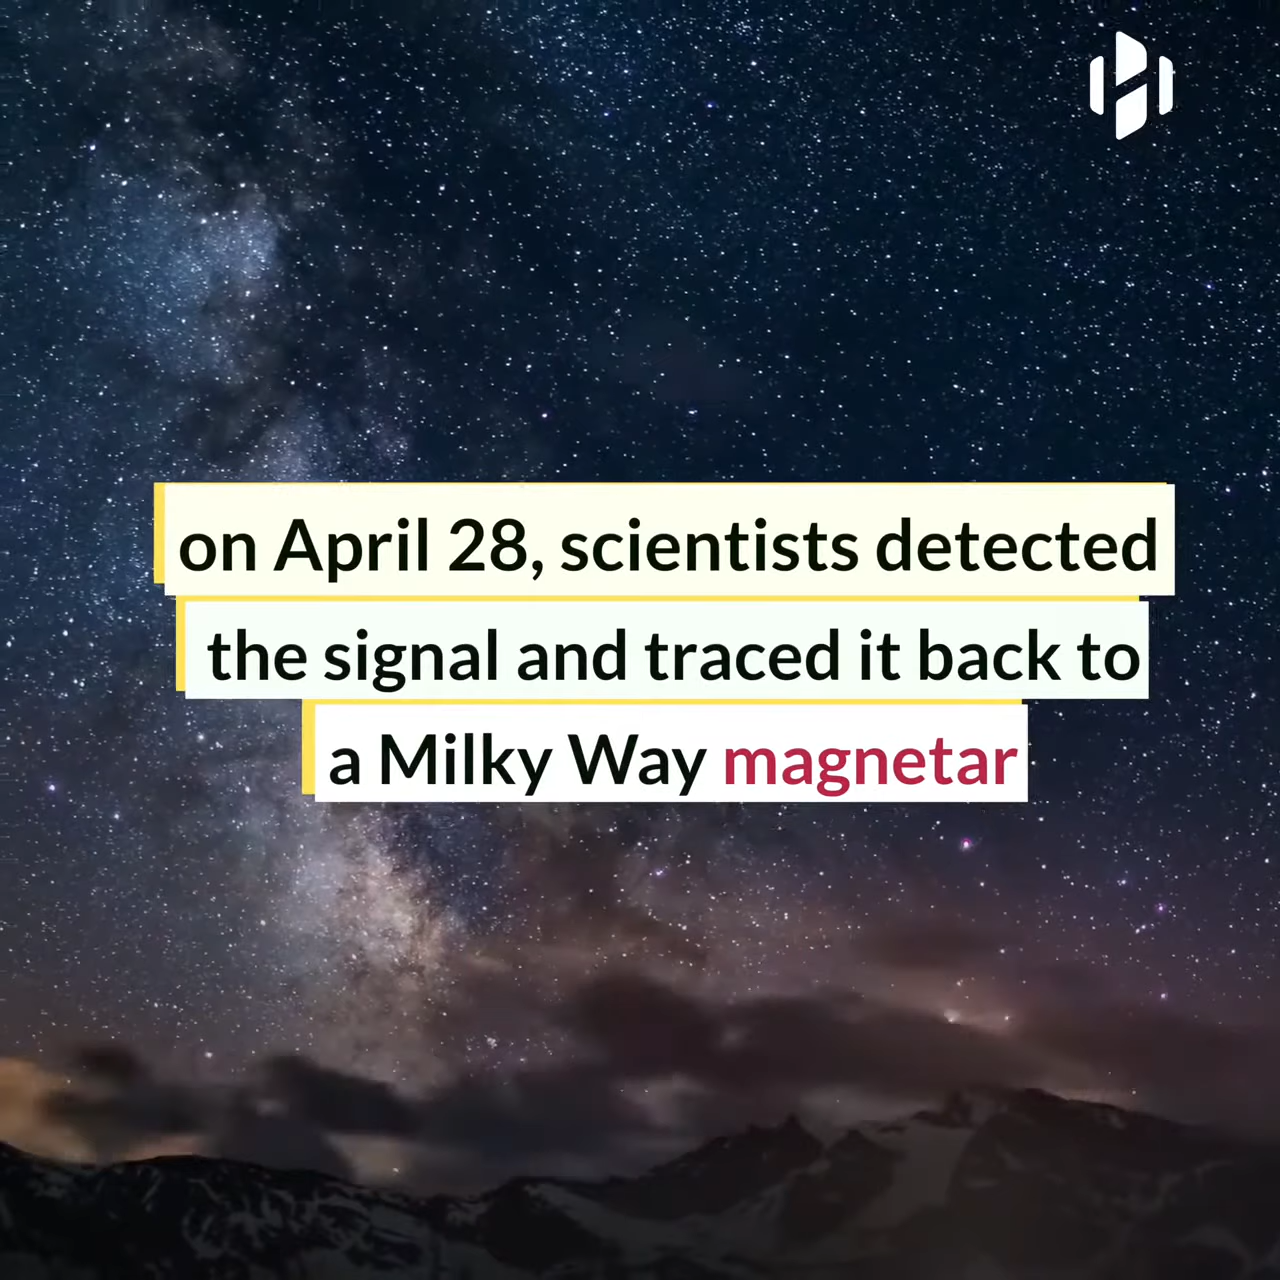 on April 28, scientists detected
the signal and traced it back to
a Milky Way magnetar